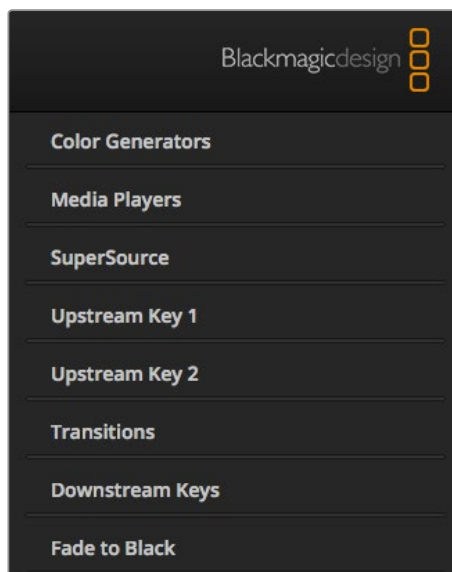 Blackmagicdesign
Color Generators
Media Players
SuperSource
Upstream Key 1
Upstream Key 2
Transitions
Downstream Keys
Fade to Black